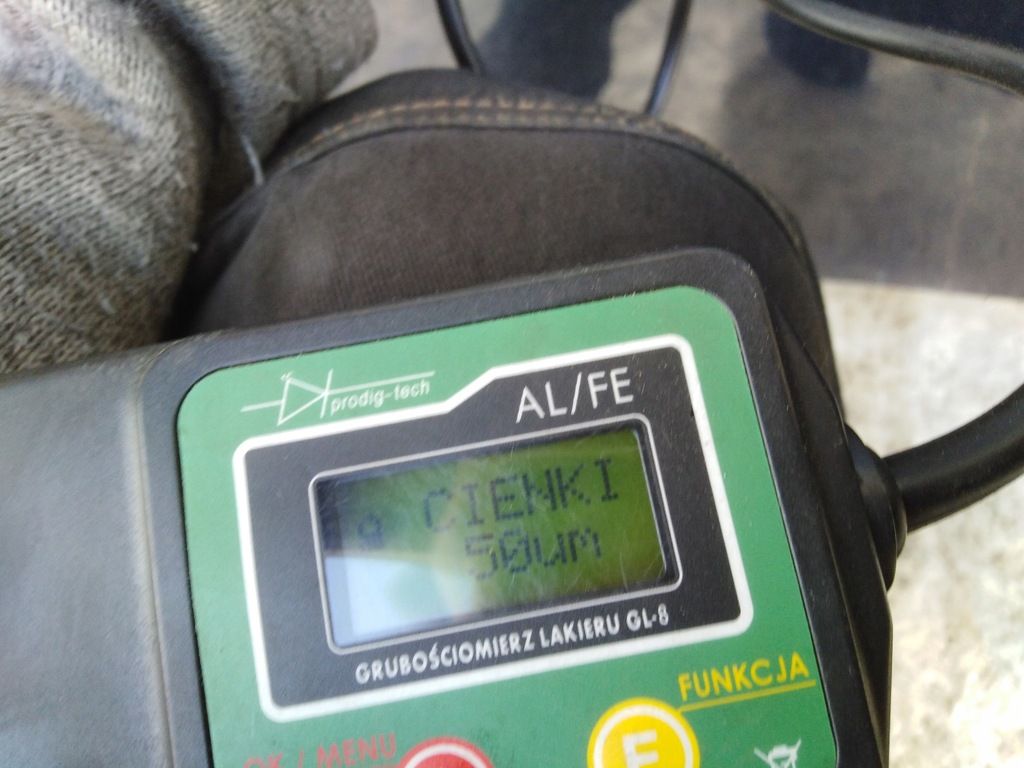 prodig-tech
AL/FE
CIENKI
50um
GRUBOŚCIOMIERZ LAKIERU GL-8
FUNKCJA
OK / MENU
F